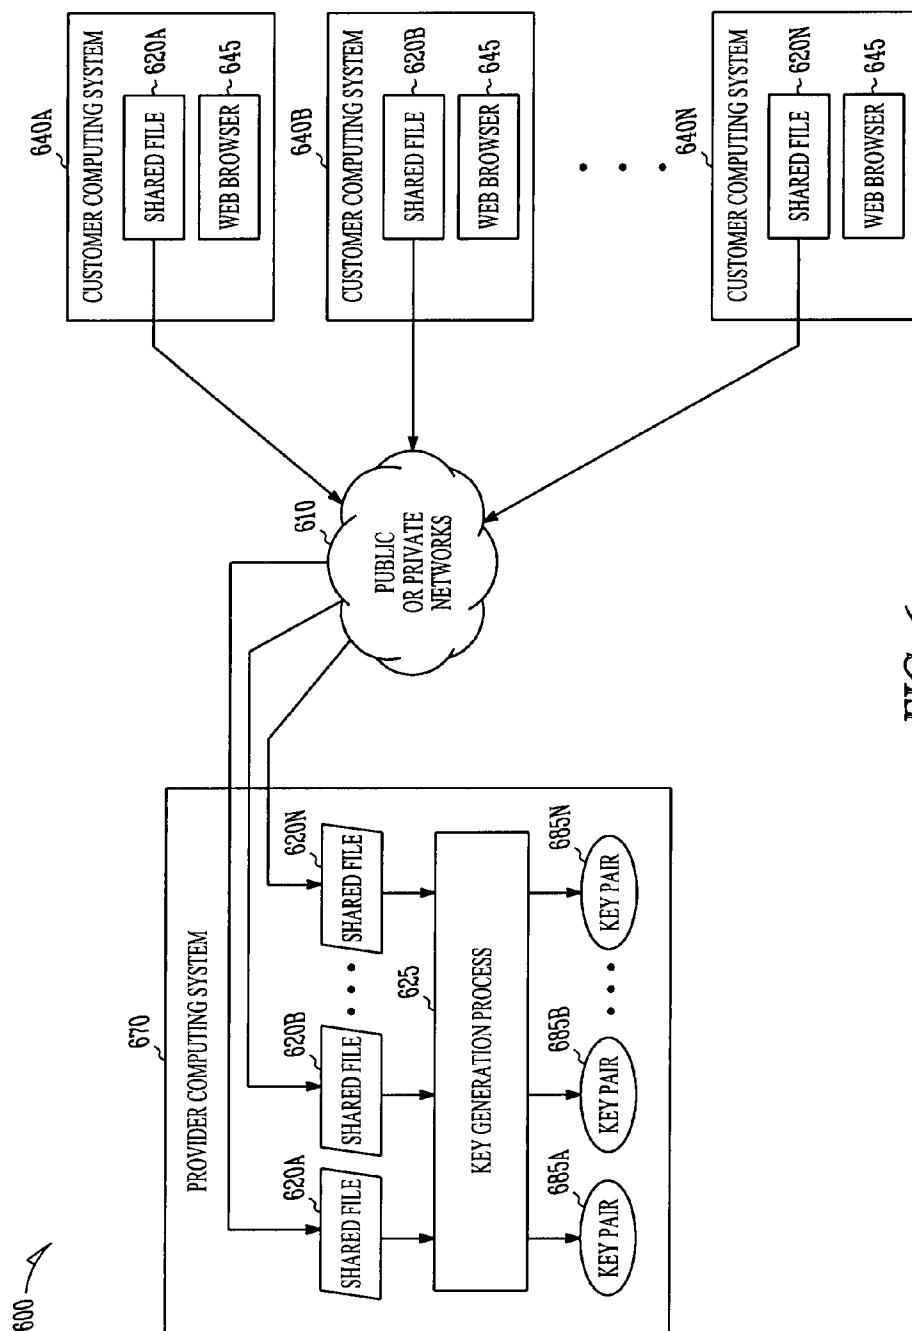 600
670
PROVIDER COMPUTING SYSTEM
620A
SHARED FILE
620B
SHARED FILE
620N
SHARED FILE
625
KEY GENERATION PROCESS
685A
KEY PAIR
685B
KEY PAIR
685N
KEY PAIR
610
PUBLIC
OR PRIVATE
NETWORKS
640A
CUSTOMER COMPUTING SYSTEM
SHARED FILE
620A
WEB BROWSER
645
640B
CUSTOMER COMPUTING SYSTEM
SHARED FILE
620B
WEB BROWSER
645
640N
CUSTOMER COMPUTING SYSTEM
SHARED FILE
620N
WEB BROWSER
645